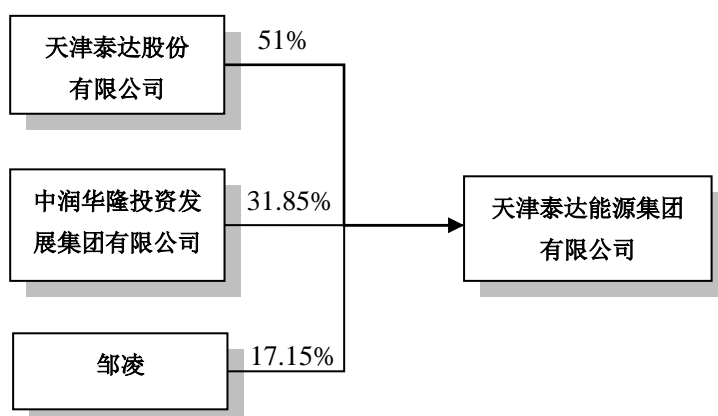 天津泰达股份
有限公司
51%
中润华隆投资发
展集团有限公司
31.85%
邹凌
17.15%
天津泰达能源集团
有限公司